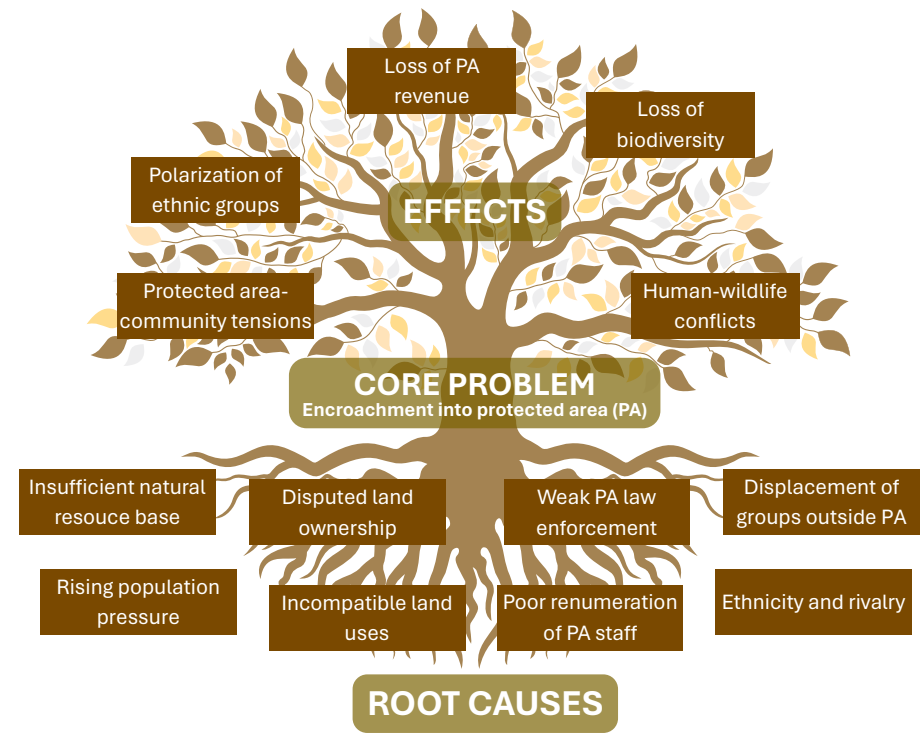 Loss of PA
revenue
Loss of
biodiversity
Polarization of
ethnic groups
EFFECTS
Protected area-
community tensions
Human-wildlife
conflicts
CORE PROBLEM
Encroachment into protected area (PA)
Insufficient natural
resouce base
Disputed land
ownership
Weak PA law
enforcement
Displacement of
groups outside PA
Rising population
pressure
Incompatible land
uses
Poor renumeration
of PA staff
Ethnicity and rivalry
ROOT CAUSES